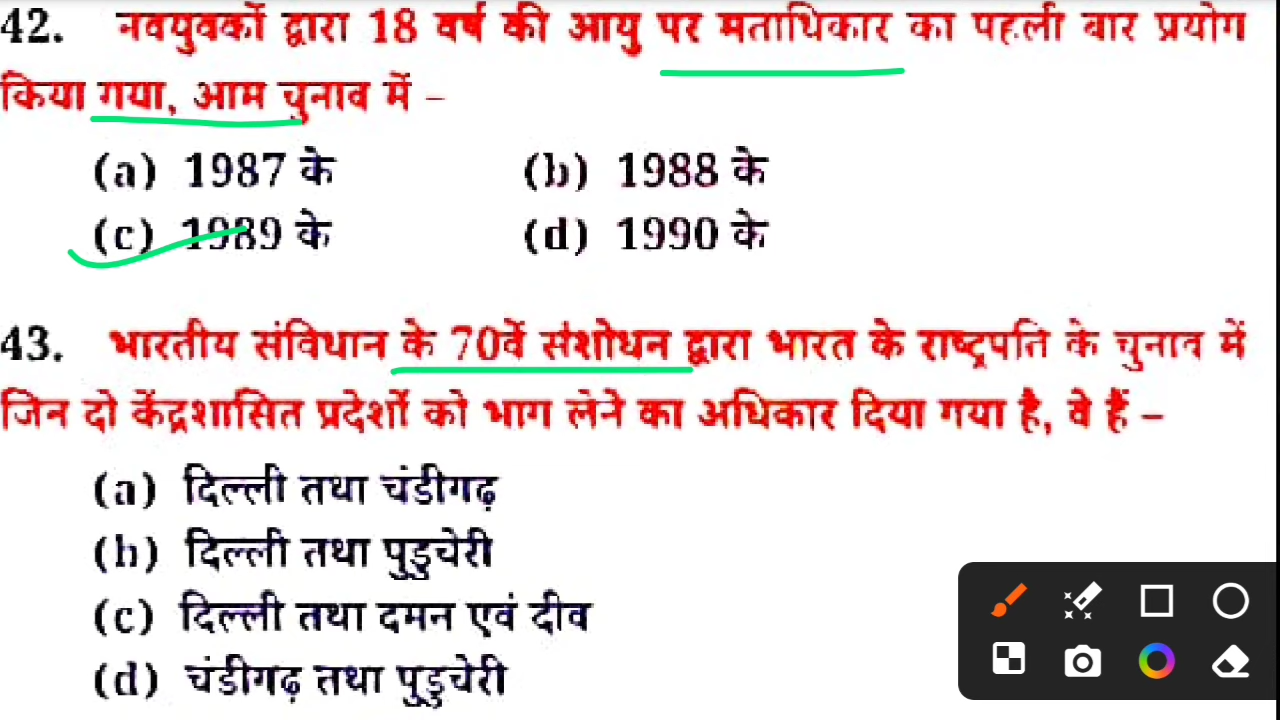 42. नवयुवकों द्वारा 18 वर्ष की आयु पर मताधिकार का पहली बार प्रयोग
किया गया, आम चुनाव में –
(a) 1987 के (b) 1988 के
(c) 1989 के (d) 1990 के
43. भारतीय संविधान के 70वें संशोधन द्वारा भारत के राष्ट्रपति के चुनाव में
जिन दो केंद्रशासित प्रदेशों को भाग लेने का अधिकार दिया गया है, वे हैं –
(a) दिल्ली तथा चंडीगढ़
(b) दिल्ली तथा पुडुचेरी
(c) दिल्ली तथा दमन एवं दीव
(d) चंडीगढ़ तथा पुडुचेरी